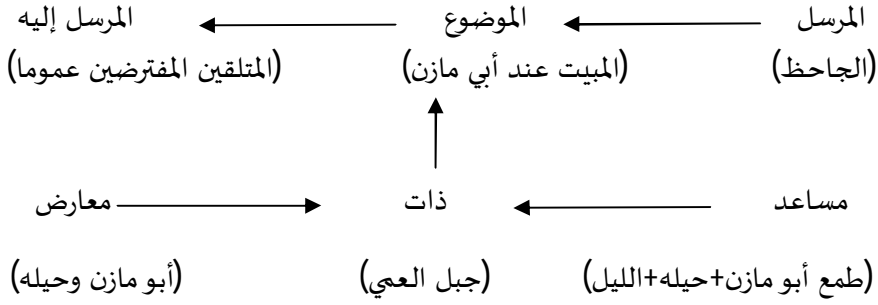 المرسل الموضوع المرسل إليه
(الجاحظ) (المبيت عند أبي مازن) (المتلقين المفترضين عموما)
مساعد ذات معارض
(طمع أبو مازن+حيله+الليل) (جبل العمي) (أبو مازن وحيله)